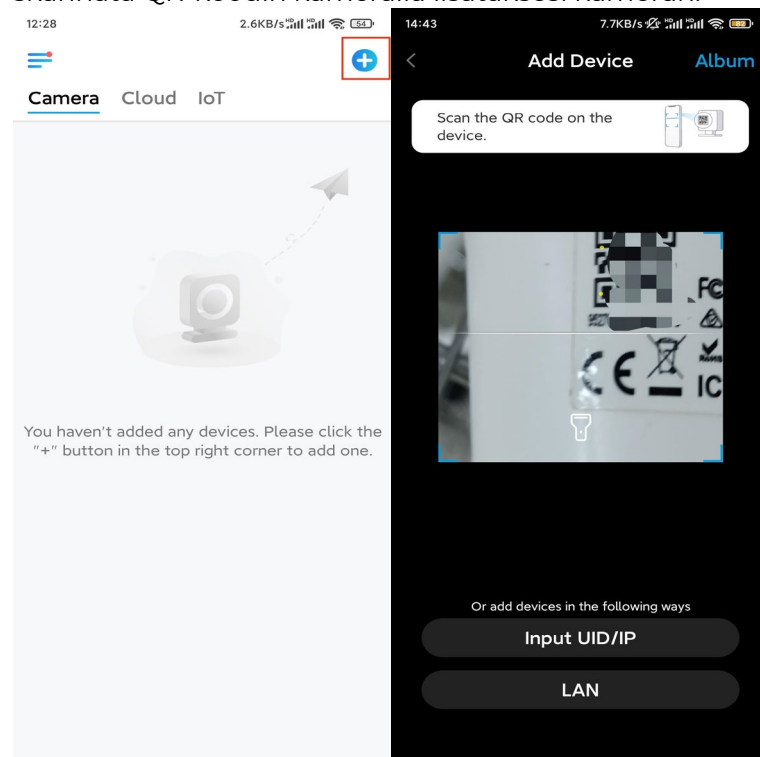 12:28
2.6KB/s
54
Camera Cloud IoT
You haven't added any devices. Please click the
"+" button in the top right corner to add one.
14:43
7.7KB/s
82
Add Device
Album
Scan the QR code on the
device.
FC
CE
IC
Or add devices in the following ways
Input UID/IP
LAN